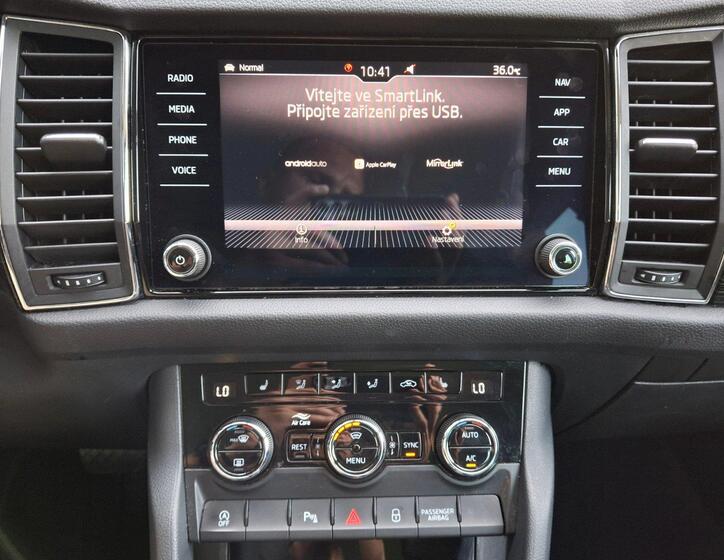 RADIO
MEDIA
PHONE
VOICE
Normal
10:41
36.0°C
Vítejte ve SmartLink.
Připojte zařízení přes USB.
androidauto
Apple CarPlay
MirrorLink
Info
Nastavení
NAV
APP
CAR
MENU
LO
LO
Air Care
MAX
REST
MENU
SYNC
AUTO
A/C
A OFF
P
PASSENGER
AIRBAG